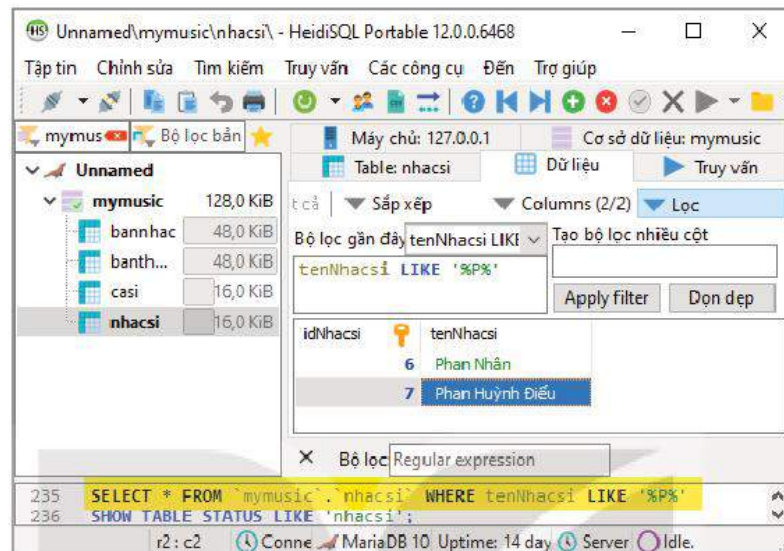 Unnamed\mymusic\nhacsi\ - HeidiSQL Portable 12.0.0.6468
Tập tin Chỉnh sửa Tìm kiếm Truy vấn Các công cụ Đến Trợ giúp
mymus Bộ lọc bản
Máy chủ: 127.0.0.1 Cơ sở dữ liệu: mymusic
Table: nhacsi Dữ liệu Truy vấn
Unnamed
mymusic 128,0 KiB
bannhac 48,0 KiB
banth... 48,0 KiB
casi 16,0 KiB
nhacsi 16,0 KiB
t cả Sắp xếp Columns (2/2) Lọc
Bộ lọc gần đây tenNhacsi LIKE Tạo bộ lọc nhiều cột
tenNhacsi LIKE '%P%'
Apply filter Dọn dẹp
idNhacsi tenNhacsi
6 Phan Nhân
7 Phan Huỳnh Điểu
Bộ lọc: Regular expression
235 SELECT * FROM `mymusic`.`nhacsi` WHERE tenNhacsi LIKE '%P%'
236 SHOW TABLE STATUS LIKE 'nhacsi';
r2 : c2 Conne MariaDB 10 Uptime: 14 day Server Idle.